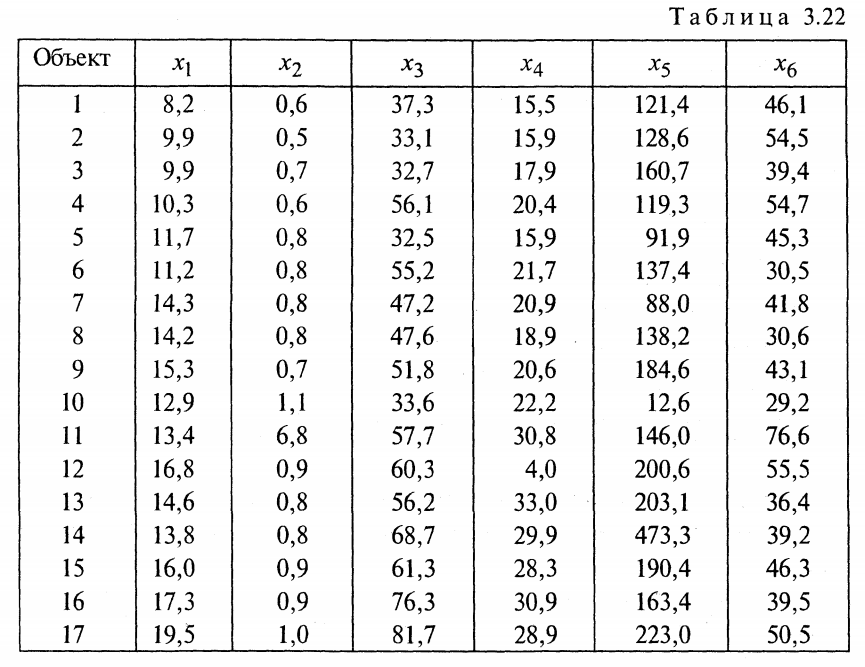 Таблица 3.22
Объект x1 x2 x3 x4 x5 x6
1 8,2 0,6 37,3 15,5 121,4 46,1
2 9,9 0,5 33,1 15,9 128,6 54,5
3 9,9 0,7 32,7 17,9 160,7 39,4
4 10,3 0,6 56,1 20,4 119,3 54,7
5 11,7 0,8 32,5 15,9 91,9 45,3
6 11,2 0,8 55,2 21,7 137,4 30,5
7 14,3 0,8 47,2 20,9 88,0 41,8
8 14,2 0,8 47,6 18,9 138,2 30,6
9 15,3 0,7 51,8 20,6 184,6 43,1
10 12,9 1,1 33,6 22,2 12,6 29,2
11 13,4 6,8 57,7 30,8 146,0 76,6
12 16,8 0,9 60,3 4,0 200,6 55,5
13 14,6 0,8 56,2 33,0 203,1 36,4
14 13,8 0,8 68,7 29,9 473,3 39,2
15 16,0 0,9 61,3 28,3 190,4 46,3
16 17,3 0,9 76,3 30,9 163,4 39,5
17 19,5 1,0 81,7 28,9 223,0 50,5